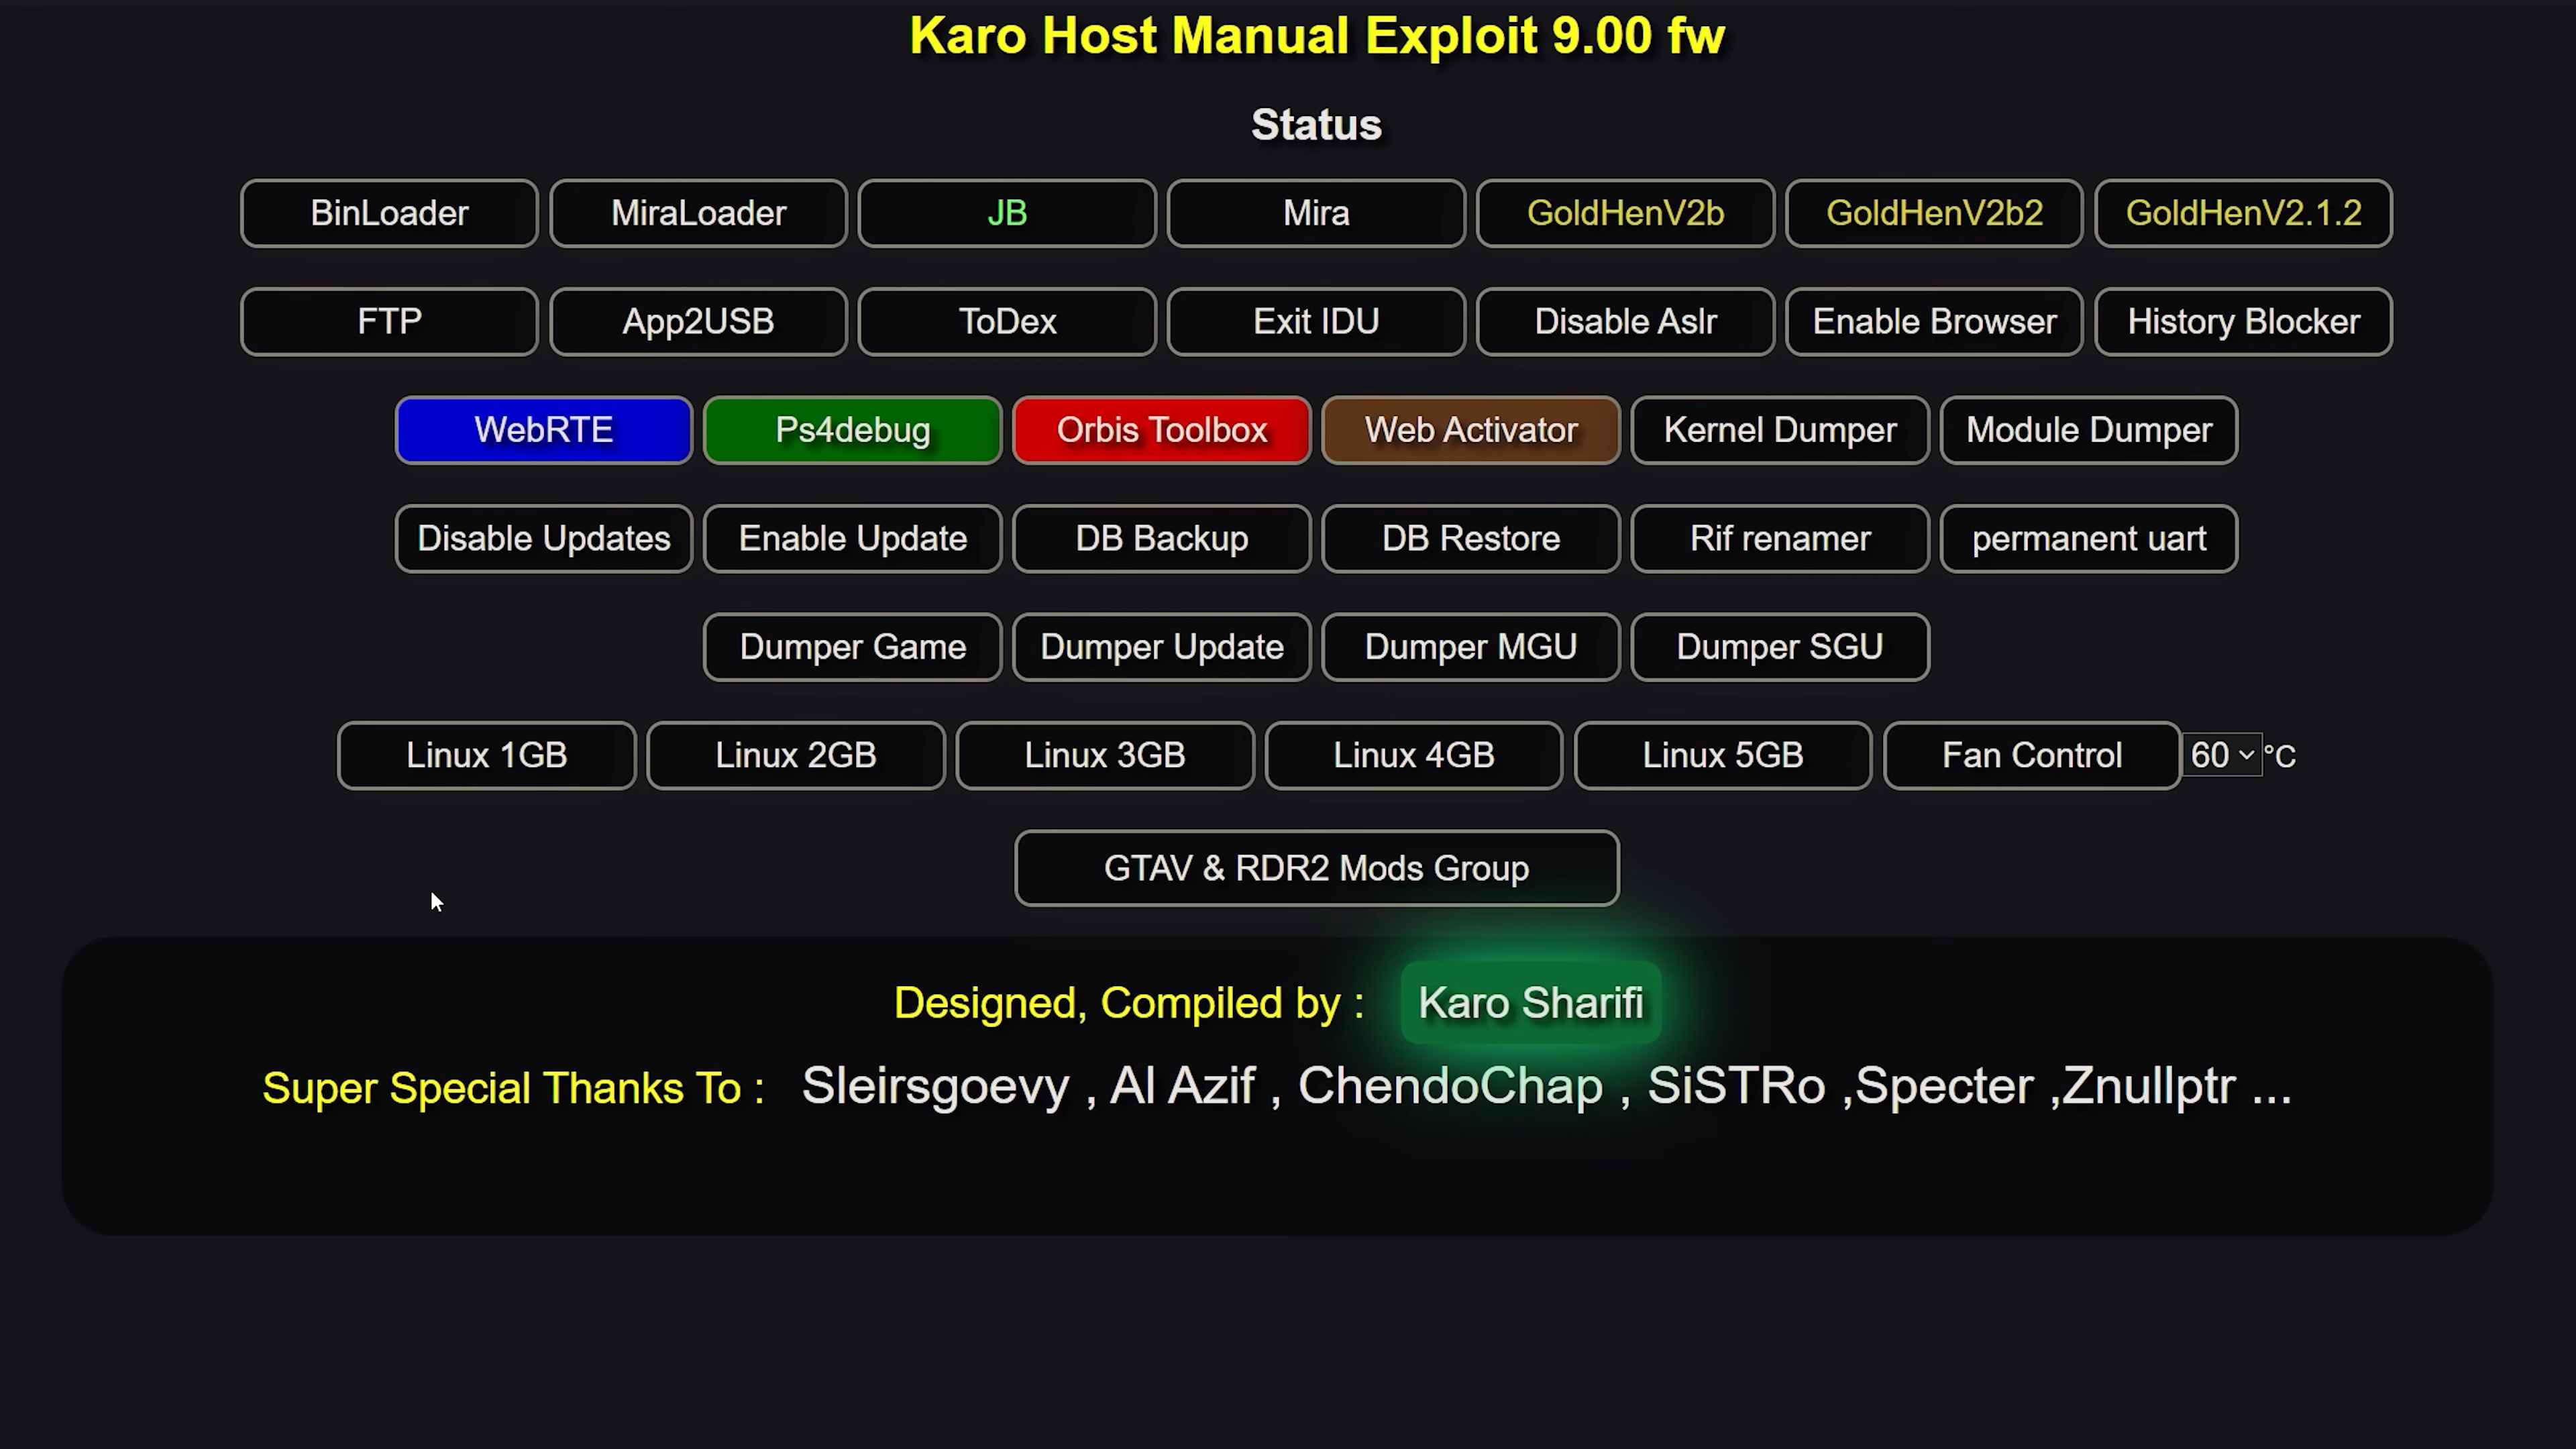 Karo Host Manual Exploit 9.00 fw
Status
BinLoader MiraLoader JB Mira GoldHenV2b GoldHenV2b2 GoldHenV2.1.2
FTP App2USB ToDex Exit IDU Disable Aslr Enable Browser History Blocker
WebRTE Ps4debug Orbis Toolbox Web Activator Kernel Dumper Module Dumper
Disable Updates Enable Update DB Backup DB Restore Rif renamer permanent uart
Dumper Game Dumper Update Dumper MGU Dumper SGU
Linux 1GB Linux 2GB Linux 3GB Linux 4GB Linux 5GB Fan Control 60 °C
GTAV & RDR2 Mods Group
Designed, Compiled by : Karo Sharifi
Super Special Thanks To : Sleirsgoevy , Al Azif , ChendoChap , SiSTRo ,Specter ,Znullptr ...